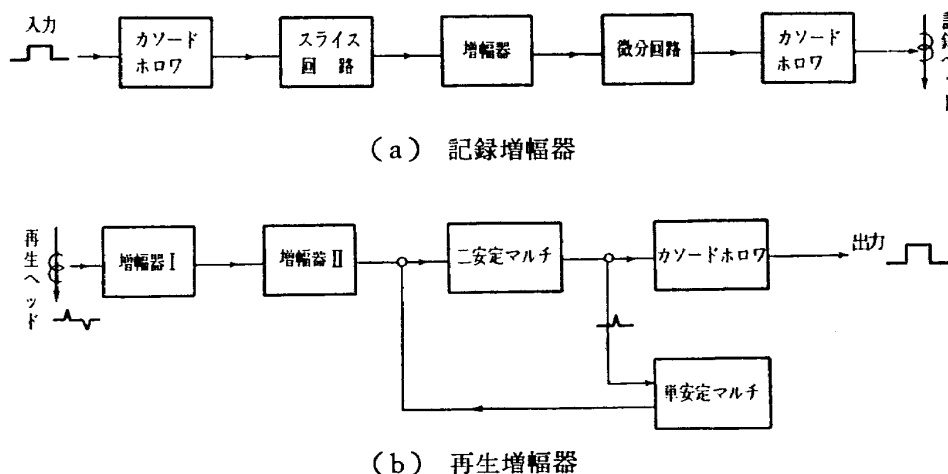 入力
カソード
ホロワ
スライス
回路
増幅器
微分回路
カソード
ホロワ
(a) 記録増幅器
再生ヘッド
増幅器Ⅰ
増幅器Ⅱ
二安定マルチ
カソードホロワ
出力
単安定マルチ
(b) 再生増幅器